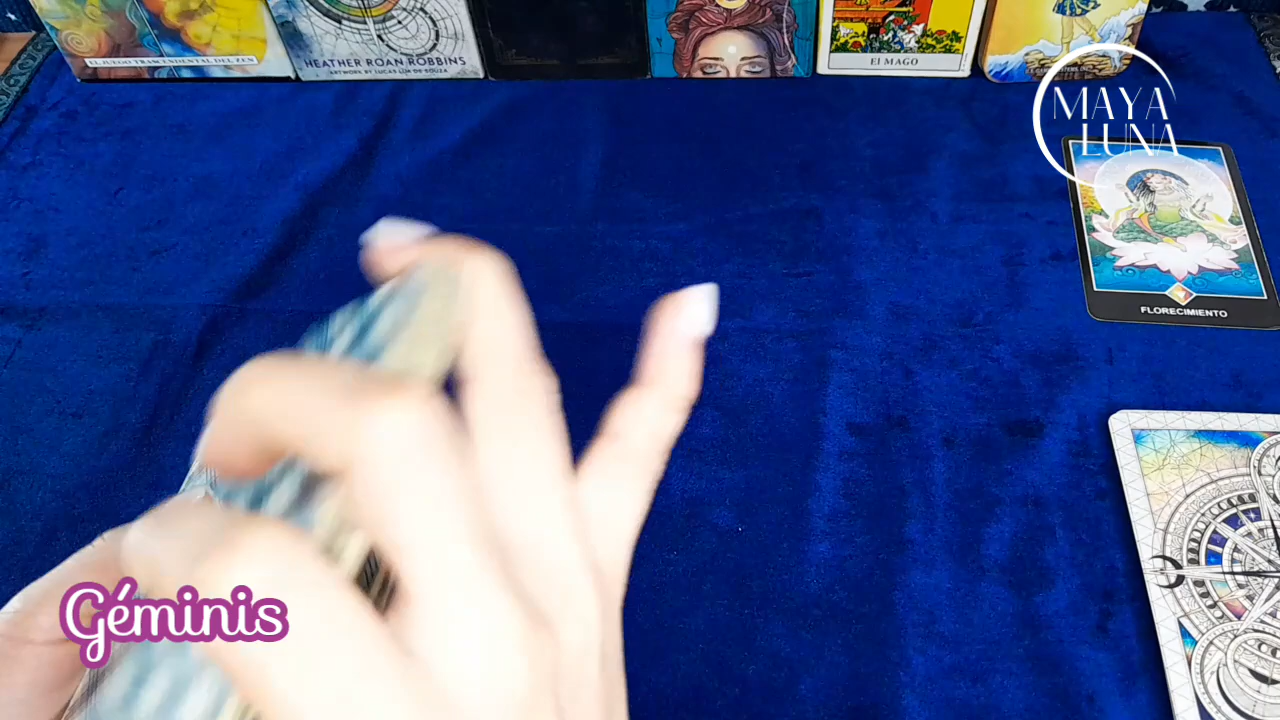 EL JUEGO TRASCENDENTAL DEL ZEN
HEATHER ROAN ROBBINS
ARTWORK BY LUCAS LUA DE SOUZA
El MAGO
MAYA
LUNA
FLORECIMIENTO
Géminis